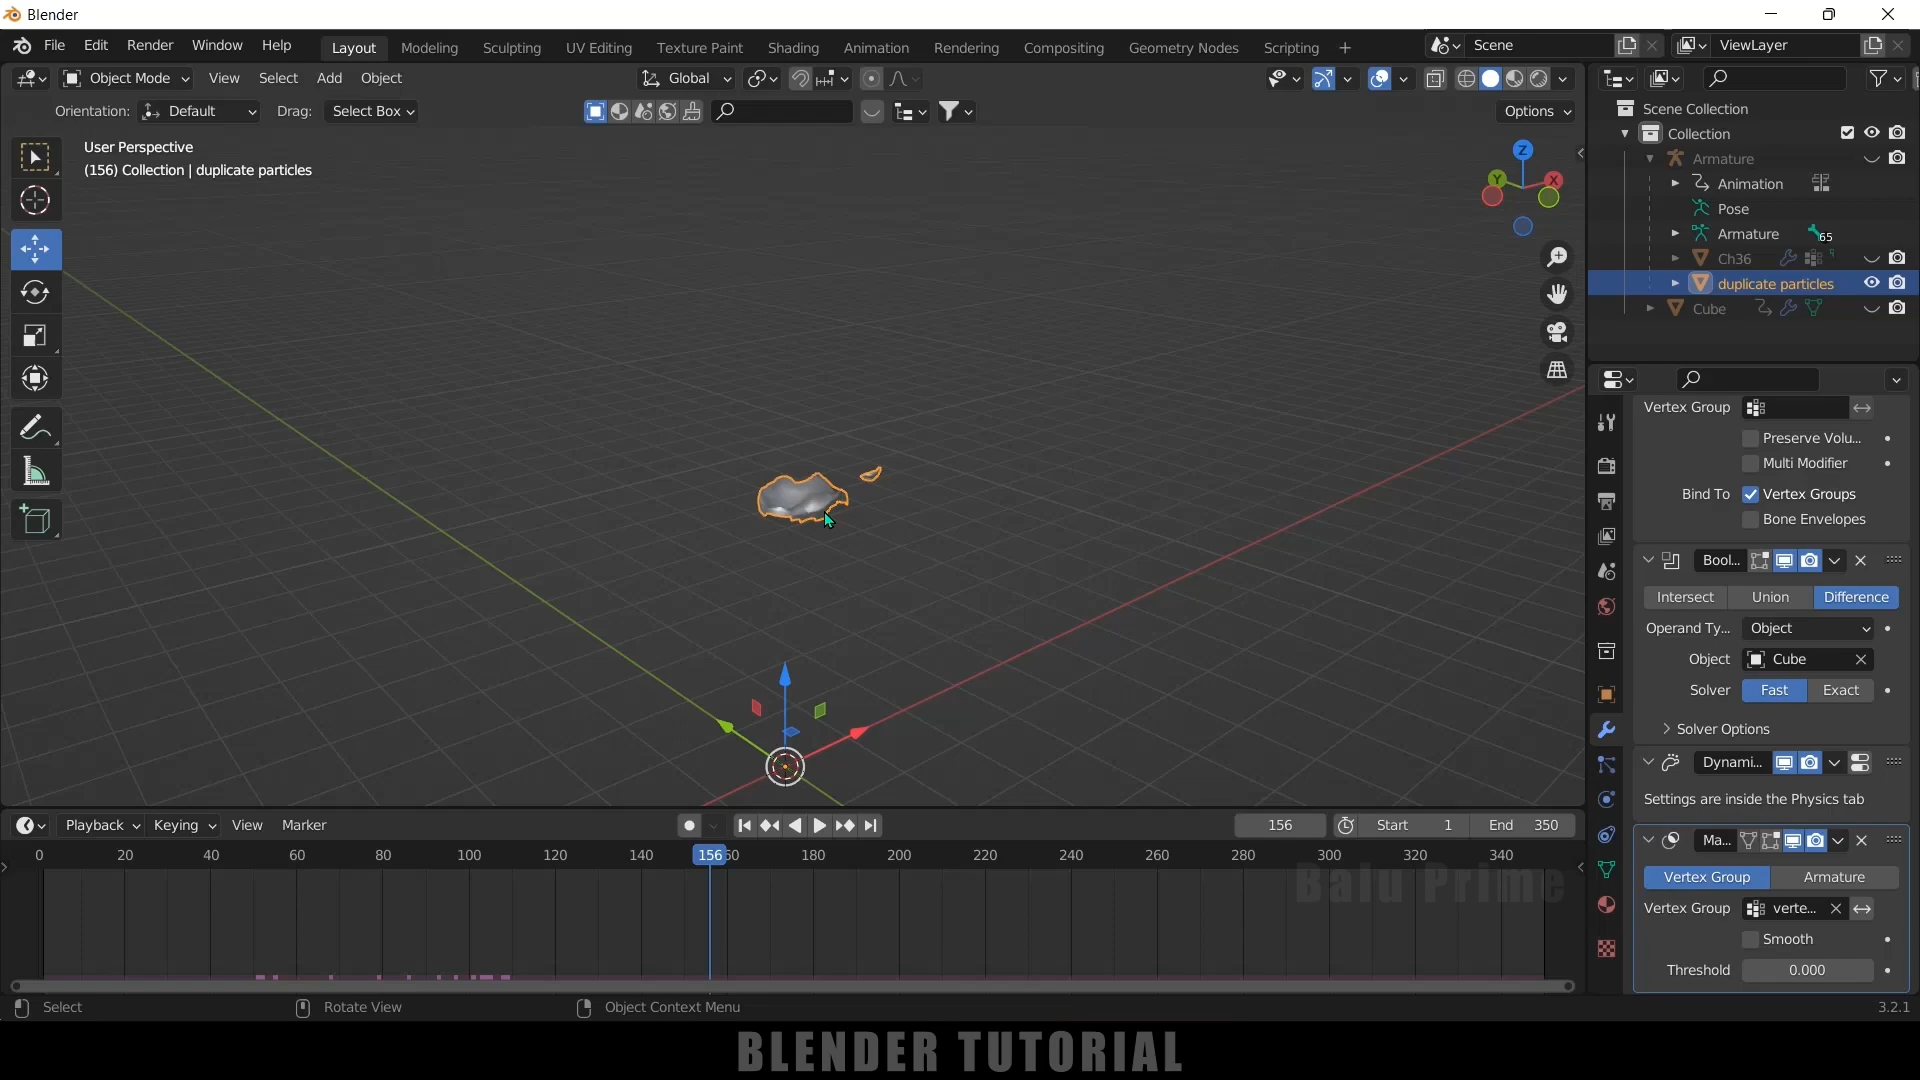 Blender
File Edit Render Window Help
Layout Modeling Sculpting UV Editing Texture Paint Shading Animation Rendering Compositing Geometry Nodes Scripting +
Scene
ViewLayer
Object Mode View Select Add Object
Global
Orientation: Default Drag: Select Box
Options
User Perspective
(156) Collection | duplicate particles
Z
Y
X
Scene Collection
Collection
Armature
Animation
Pose
Armature 65
Ch36
duplicate particles
Cube
Vertex Group
Preserve Volu...
Multi Modifier
Bind To Vertex Groups
Bone Envelopes
Bool...
Intersect Union Difference
Operand Ty... Object
Object Cube
Solver Fast Exact
Solver Options
Dynami...
Settings are inside the Physics tab
Ma...
Vertex Group Armature
Vertex Group verte...
Smooth
Threshold 0.000
Playback Keying View Marker
156 Start 1 End 350
0 20 40 60 80 100 120 140 156 60 180 200 220 240 260 280 300 320 340
Balu Prime
Select Rotate View Object Context Menu
3.2.1
BLENDER TUTORIAL